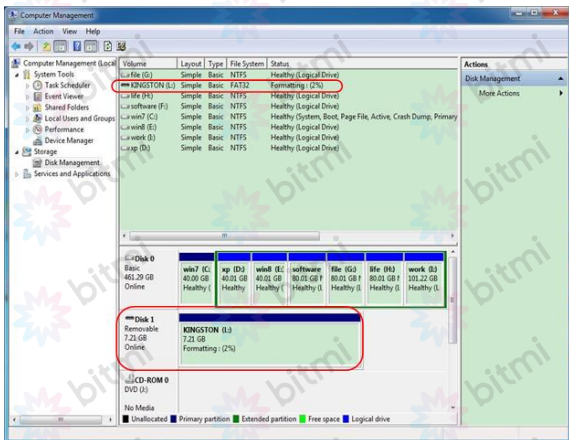 Computer Management
File Action View Help
Computer Management (Local
System Tools
Task Scheduler
Event Viewer
Shared Folders
Local Users and Groups
Performance
Device Manager
Storage
Disk Management
Services and Applications
Volume Layout Type File System Status
file (G:) Simple Basic NTFS Healthy (Logical Drive)
KINGSTON (L:) Simple Basic FAT32 Formatting : (2%)
life (H:) Simple Basic NTFS Healthy (Logical Drive)
software (F:) Simple Basic NTFS Healthy (Logical Drive)
win7 (C:) Simple Basic NTFS Healthy (System, Boot, Page File, Active, Crash Dump, Primary
win8 (E:) Simple Basic NTFS Healthy (Logical Drive)
work (I:) Simple Basic NTFS Healthy (Logical Drive)
xp (D:) Simple Basic NTFS Healthy (Logical Drive)
Actions
Disk Management
More Actions
Disk 0
Basic
461.29 GB
Online
win7 (C: xp (D:) win8 (E: software file (G:) life (H:) work (I:)
40.00 GB 40.01 GB 40.01 GB 80.01 GB 80.01 GB 80.01 GB 101.22 GB
Healthy ( Healthy Healthy ( Healthy (L Healthy (L Healthy (L Healthy (L
Disk 1
Removable
7.21 GB
Online
KINGSTON (L:)
7.21 GB
Formatting : (2%)
CD-ROM 0
DVD (J:)
No Media
Unallocated Primary partition Extended partition Free space Logical drive
bitmi
bitmi
bitmi
bitmi
bitmi
bitmi
bitmi
bitmi